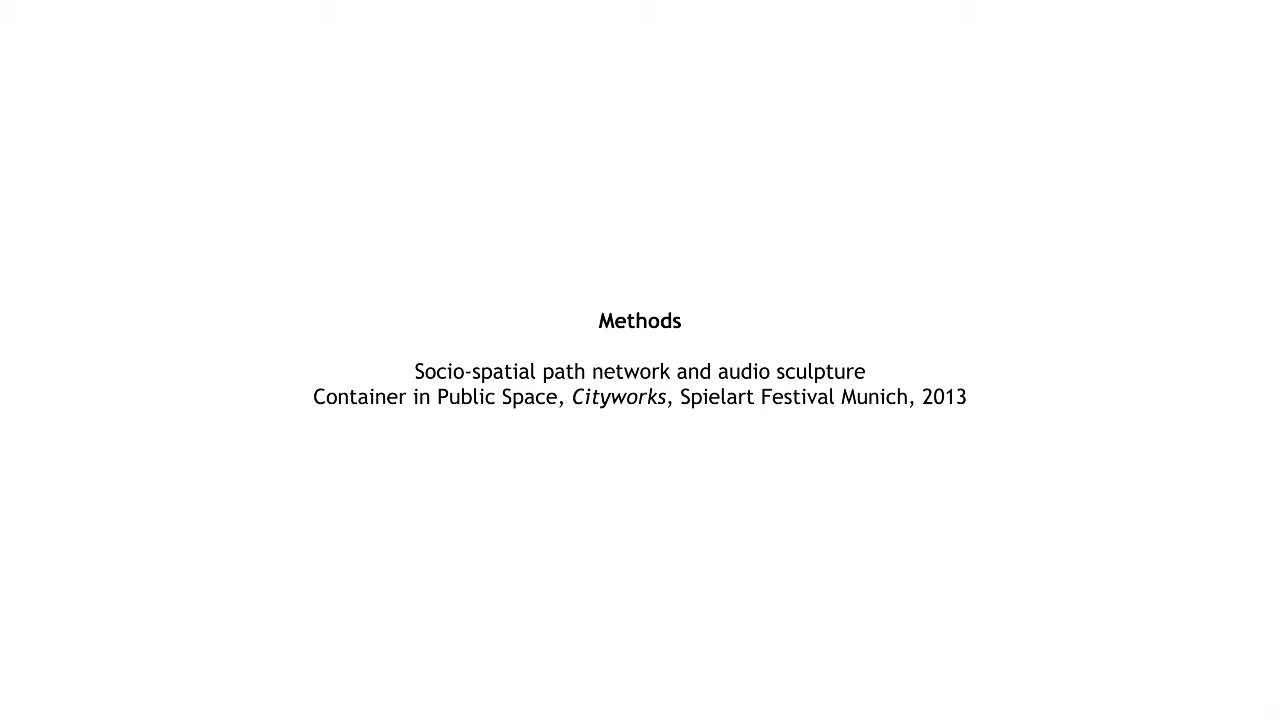 Methods
Socio-spatial path network and audio sculpture
Container in Public Space, Cityworks, Spielart Festival Munich, 2013